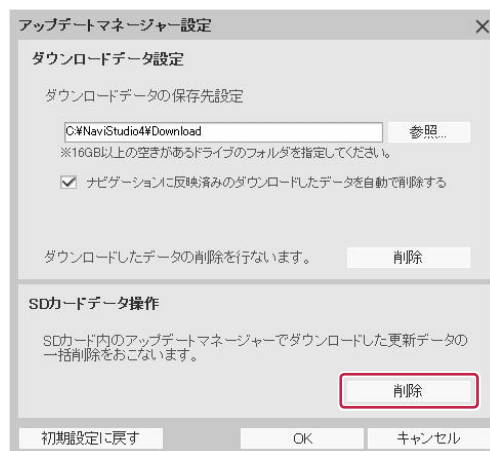 アップデートマネージャー設定
ダウンロードデータ設定
ダウンロードデータの保存先設定
C:¥NaviStudio4¥Download 参照...
※16GB以上の空きがあるドライブのフォルダを指定してください。
ナビゲーションに反映済みのダウンロードしたデータを自動で削除する
ダウンロードしたデータの削除を行ないます。 削除
SDカードデータ操作
SDカード内のアップデートマネージャーでダウンロードした更新データの
一括削除をおこないます。
削除
初期設定に戻す OK キャンセル